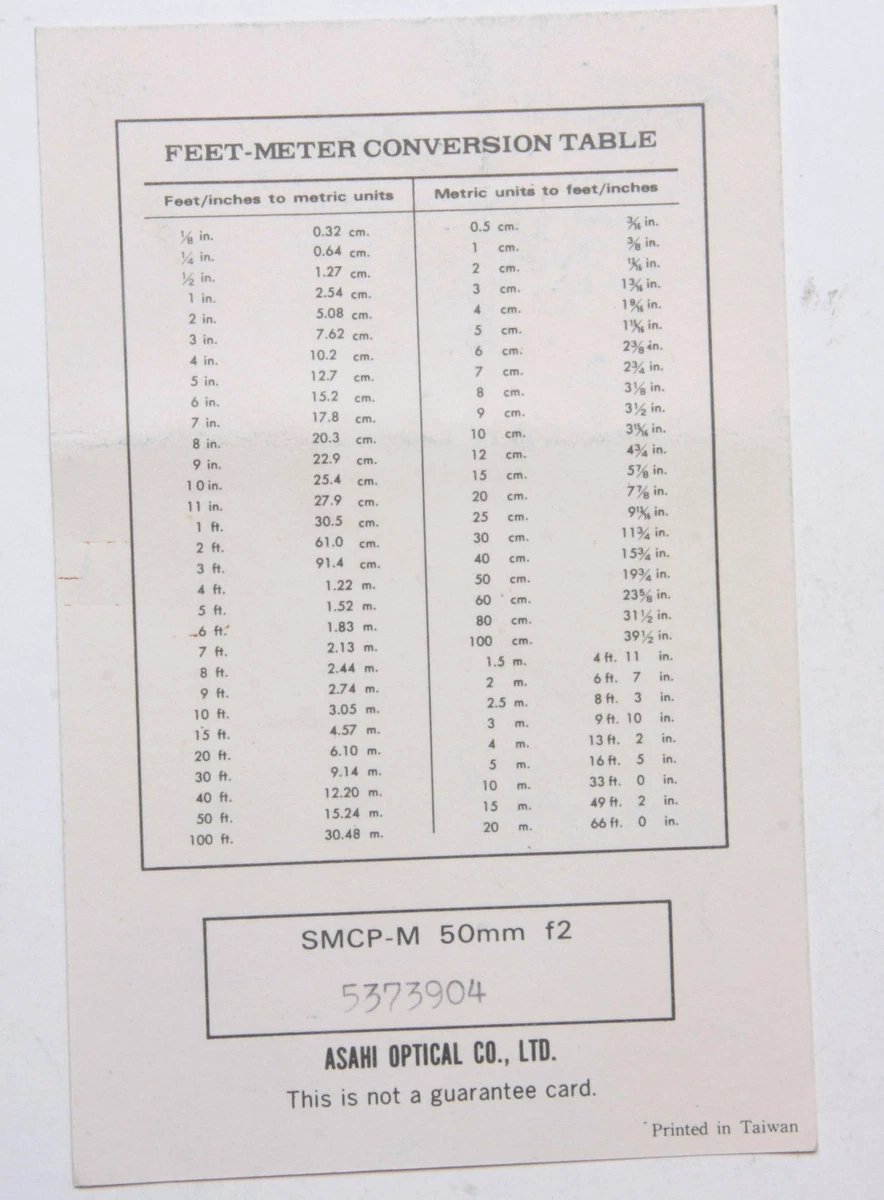 FEET-METER CONVERSION TABLE
Feet/inches to metric units
⅛ in. 0.32 cm.
¼ in. 0.64 cm.
½ in. 1.27 cm.
1 in. 2.54 cm.
2 in. 5.08 cm.
3 in. 7.62 cm.
4 in. 10.2 cm.
5 in. 12.7 cm.
6 in. 15.2 cm.
7 in. 17.8 cm.
8 in. 20.3 cm.
9 in. 22.9 cm.
10 in. 25.4 cm.
11 in. 27.9 cm.
1 ft. 30.5 cm.
2 ft. 61.0 cm.
3 ft. 91.4 cm.
4 ft. 1.22 m.
5 ft. 1.52 m.
6 ft. 1.83 m.
7 ft. 2.13 m.
8 ft. 2.44 m.
9 ft. 2.74 m.
10 ft. 3.05 m.
15 ft. 4.57 m.
20 ft. 6.10 m.
30 ft. 9.14 m.
40 ft. 12.20 m.
50 ft. 15.24 m.
100 ft. 30.48 m.
Metric units to feet/inches
0.5 cm. 3/16 in.
1 cm. ⅜ in.
2 cm. 13/16 in.
3 cm. 1 3/16 in.
4 cm. 1 9/16 in.
5 cm. 1 15/16 in.
6 cm. 2⅜ in.
7 cm. 2¾ in.
8 cm. 3⅛ in.
9 cm. 3½ in.
10 cm. 3 15/16 in.
12 cm. 4¾ in.
15 cm. 5⅞ in.
20 cm. 7⅞ in.
25 cm. 9 13/16 in.
30 cm. 11¾ in.
40 cm. 15¾ in.
50 cm. 19¾ in.
60 cm. 23⅝ in.
80 cm. 31½ in.
100 cm. 39½ in.
1.5 m. 4 ft. 11 in.
2 m. 6 ft. 7 in.
2.5 m. 8 ft. 3 in.
3 m. 9 ft. 10 in.
4 m. 13 ft. 2 in.
5 m. 16 ft. 5 in.
10 m. 33 ft. 0 in.
15 m. 49 ft. 2 in.
20 m. 66 ft. 0 in.
SMCP-M 50mm f2
5373904
ASAHI OPTICAL CO., LTD.
This is not a guarantee card.
Printed in Taiwan